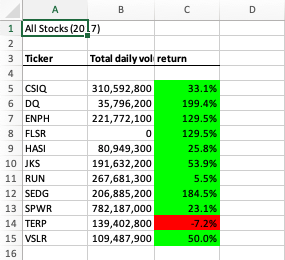 A B C D
1 All Stocks (2017)
2
3 Ticker Total daily vol return
4
5 CSIQ 310,592,800 33.1%
6 DQ 35,796,200 199.4%
7 ENPH 221,772,100 129.5%
8 FLSR 0 129.5%
9 HASI 80,949,300 25.8%
10 JKS 191,632,200 53.9%
11 RUN 267,681,300 5.5%
12 SEDG 206,885,200 184.5%
13 SPWR 782,187,000 23.1%
14 TERP 139,402,800 -7.2%
15 VSLR 109,487,900 50.0%
16